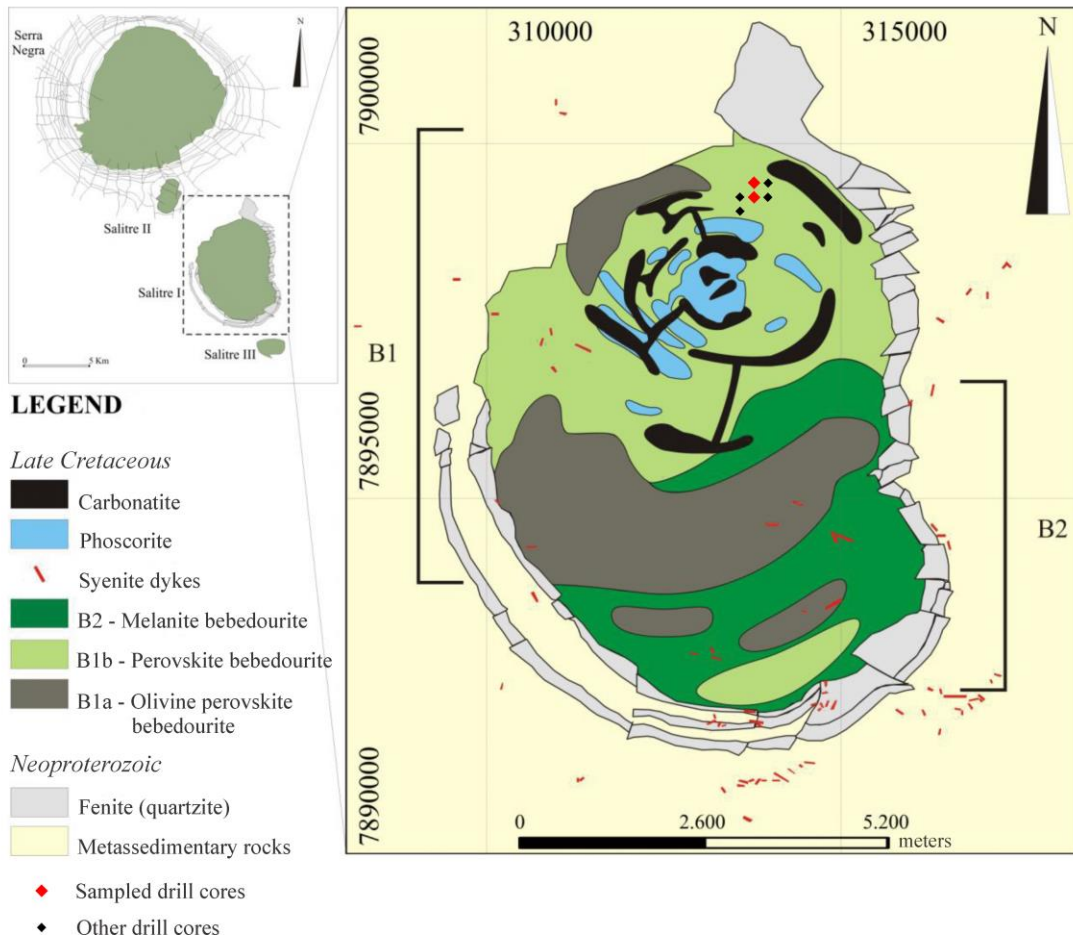 Serra
Negra
N
Salitre II
Salitre I
Salitre III
0 5 Km
310000 315000
N
7900000
7895000
7890000
B1
B2
0 2.600 5.200
meters
LEGEND
Late Cretaceous
Carbonatite
Phoscorite
Syenite dykes
B2 - Melanite bebedourite
B1b - Perovskite bebedourite
B1a - Olivine perovskite
bebedourite
Neoproterozoic
Fenite (quartzite)
Metassedimentary rocks
Sampled drill cores
Other drill cores